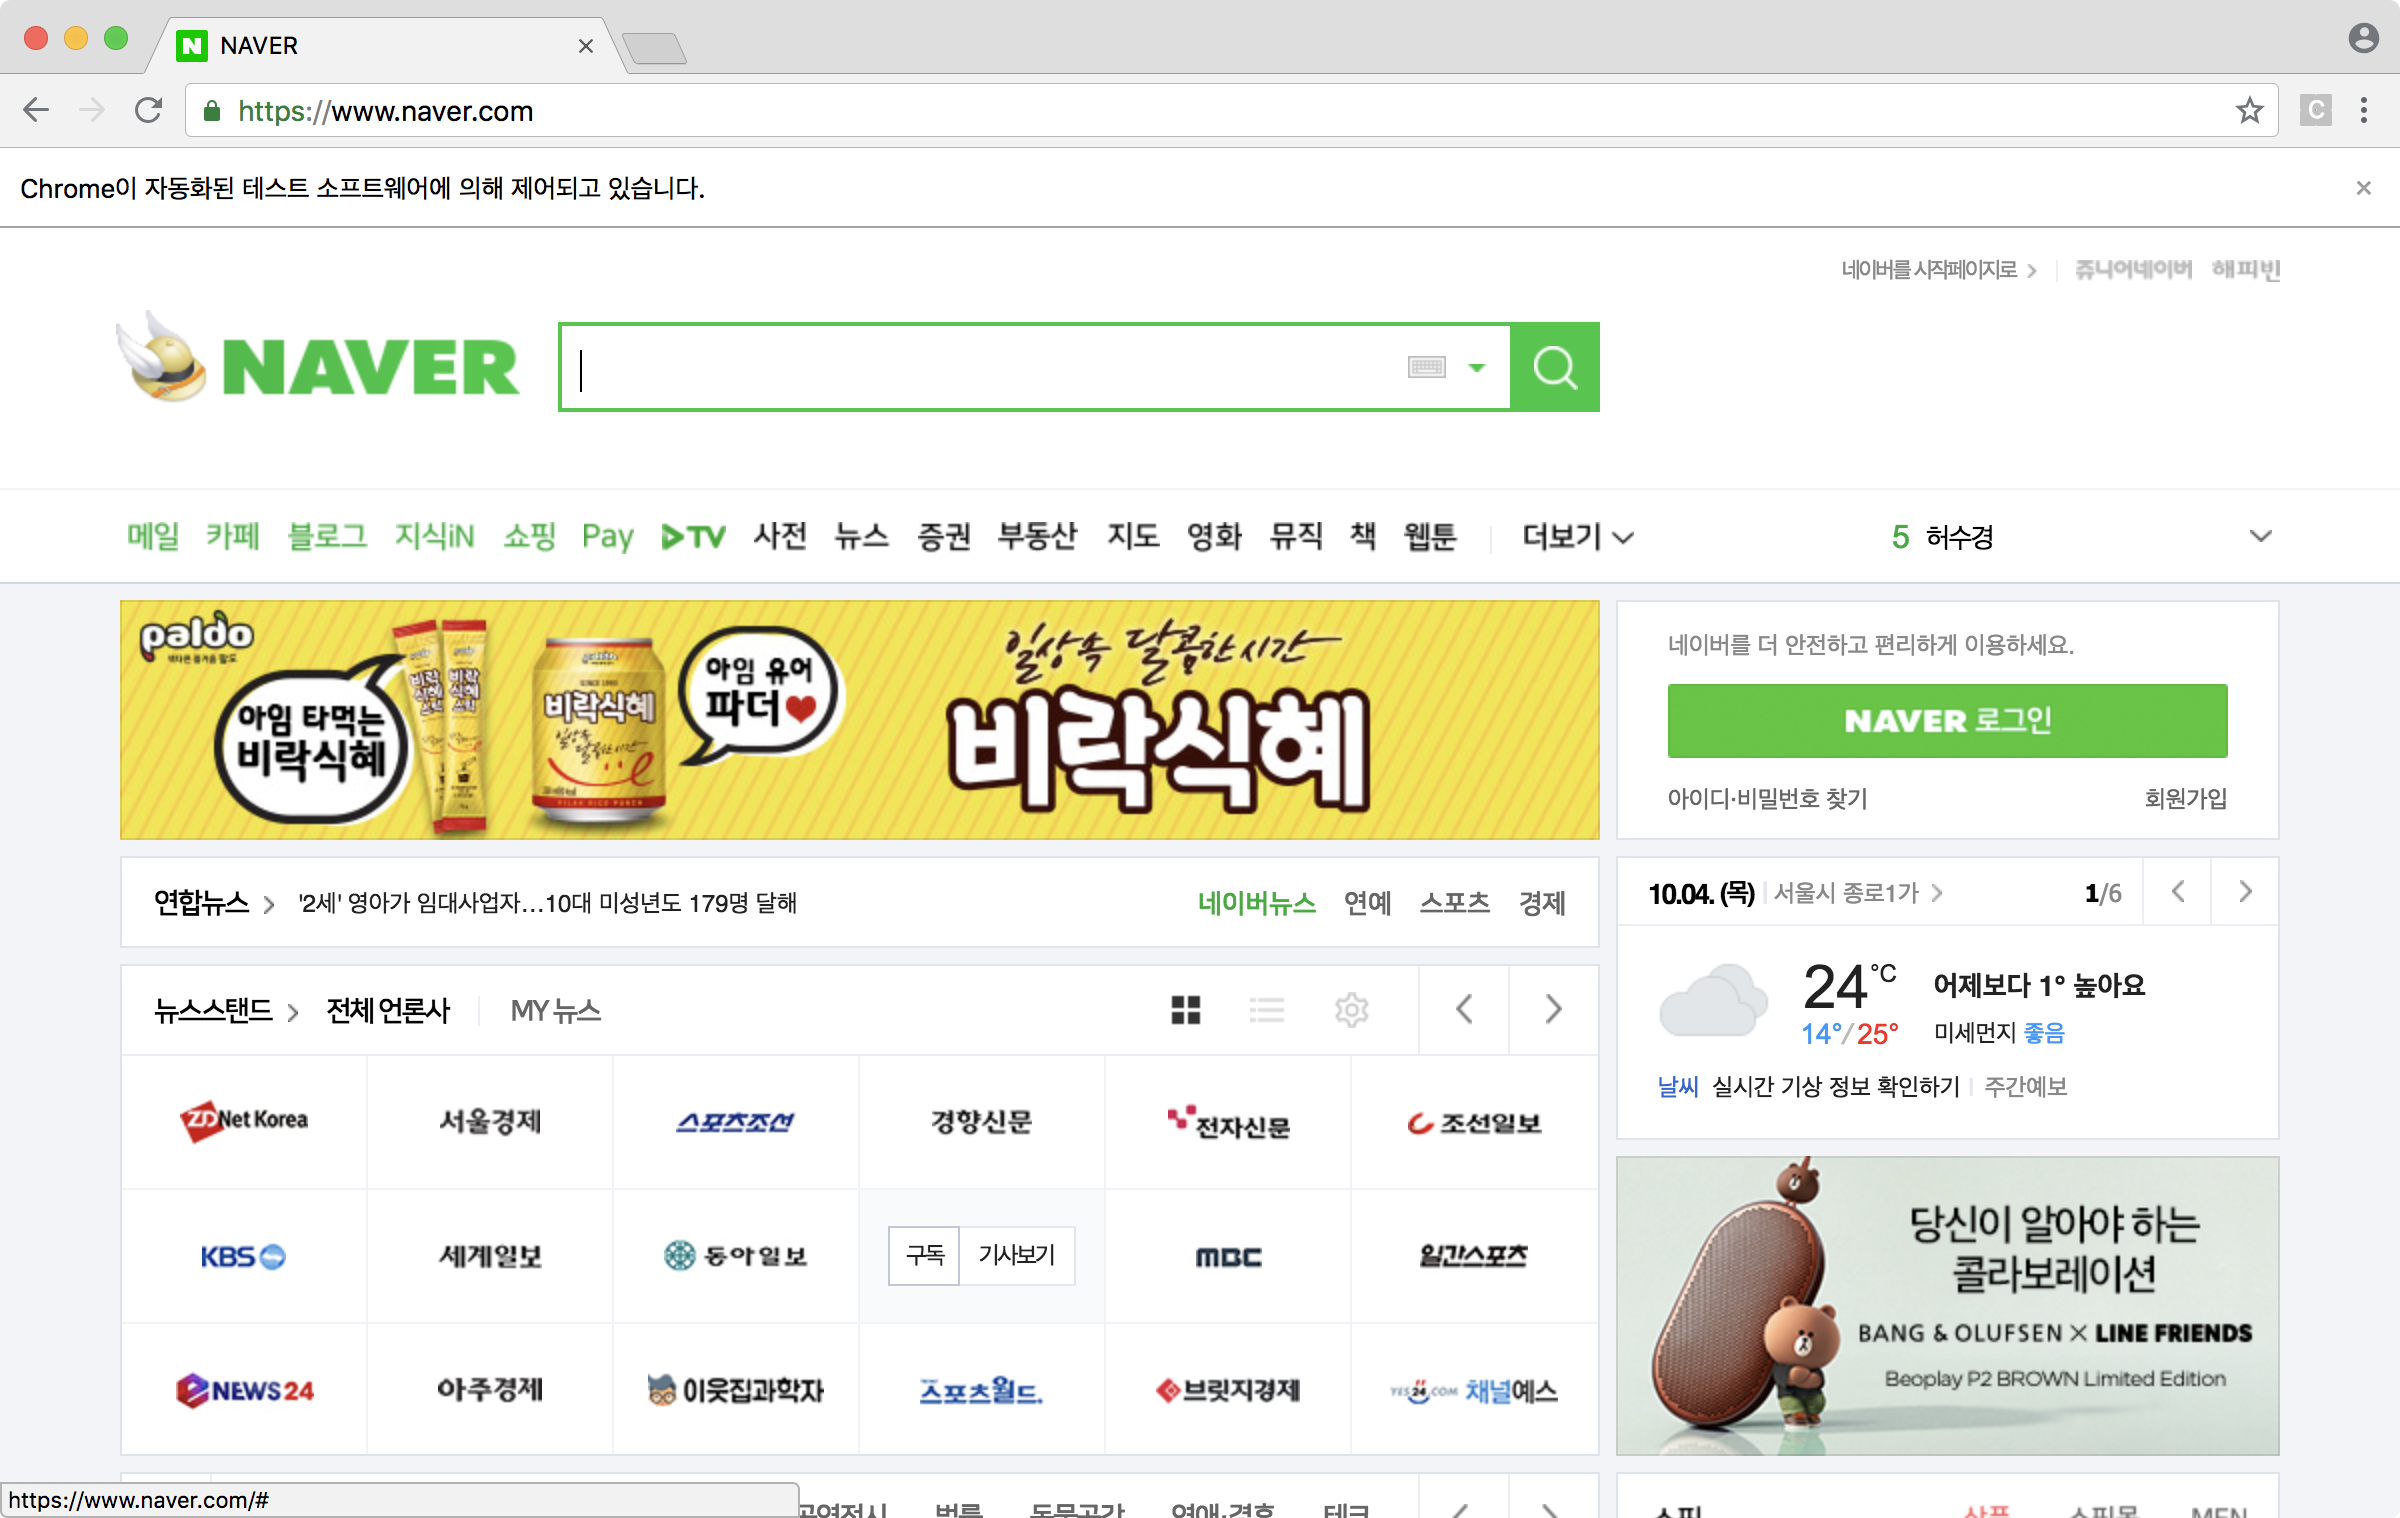 NAVER
https://www.naver.com
C
Chrome이 자동화된 테스트 소프트웨어에 의해 제어되고 있습니다.
네이버를 시작페이지로
쥬니어네이버 해피빈
NAVER
메일 카페 블로그 지식iN 쇼핑 Pay TV 사전 뉴스 증권 부동산 지도 영화 뮤직 책 웹툰 더보기
5 허수경
paldo
아임 타먹는
비락식혜
비락식혜
아임 유어
파더
일상속 달콤한 시간
비락식혜
네이버를 더 안전하고 편리하게 이용하세요.
NAVER 로그인
아이디·비밀번호 찾기 회원가입
연합뉴스 '2세' 영아가 임대사업자...10대 미성년도 179명 달해
네이버뉴스 연예 스포츠 경제
10.04. (목) 서울시 종로1가 1/6
24°C 어제보다 1° 높아요
14°/25° 미세먼지 좋음
날씨 실시간 기상 정보 확인하기 주간예보
뉴스스탠드 전체 언론사 MY 뉴스
ZDNet Korea 서울경제 스포츠조선 경향신문 전자신문 조선일보
KBS 세계일보 동아일보 구독 기사보기 MBC 일간스포츠
eNEWS24 아주경제 이웃집과학자 스포츠월드. 브릿지경제 YES24.COM 채널예스
당신이 알아야 하는
콜라보레이션
BANG & OLUFSEN × LINE FRIENDS
Beoplay P2 BROWN Limited Edition
공연전시 법률 동물공감 연애·결혼 테크
쇼핑 상품 쇼핑몰 MEN
https://www.naver.com/#